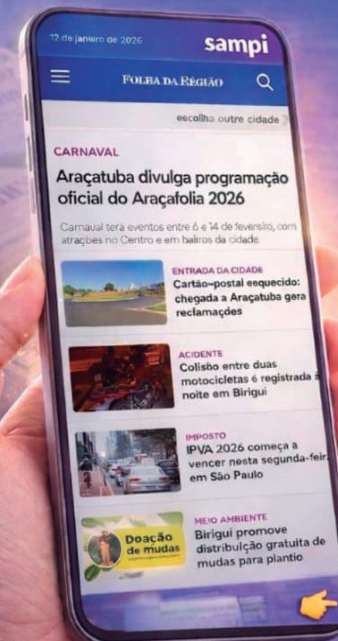 12 de janeiro de 2026
sampi
FOLHA DA REGIÃO
escolha outre cidade
CARNAVAL
Araçatuba divulga programação
oficial do Araçafolia 2026
Carnaval tera eventos entre 6 e 14 de fevereiro, com
atrações no Centro e em bairros da cidade
ENTRADA DA CIDADE
Cartão-postal esquecido:
chegada a Araçatuba gera
reclamações
ACIDENTE
Colisão entre duas
motocicletas é registrada à
noite em Birigui
IMPOSTO
IPVA 2026 começa a
vencer nesta segunda-feir
em São Paulo
Doação
de mudas
MEIO AMBIENTE
Birigui promove
distribuição gratuita de
mudas para plantio